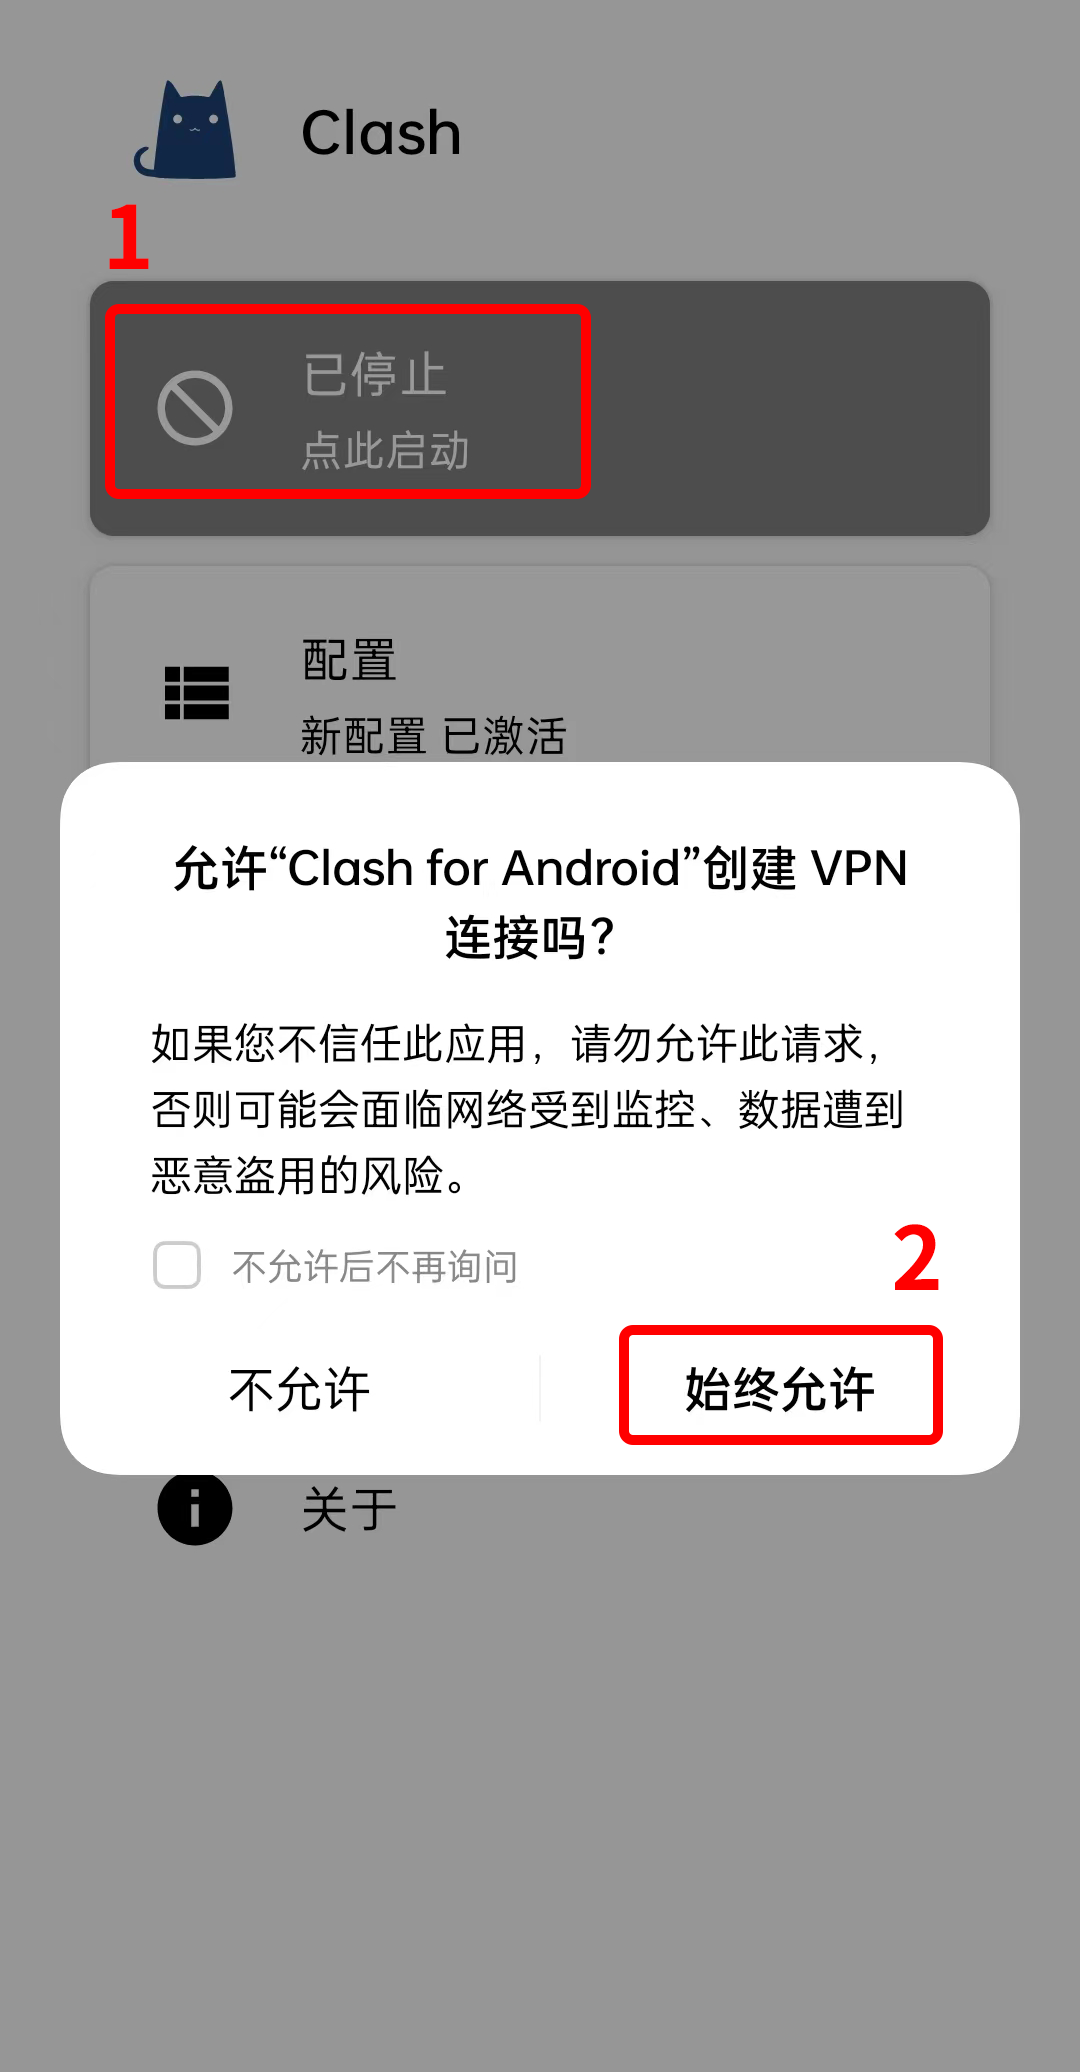 Clash
1
已停止
点此启动
配置
新配置 已激活
允许“Clash for Android”创建 VPN
连接吗？
如果您不信任此应用，请勿允许此请求，
否则可能会面临网络受到监控、数据遭到
恶意盗用的风险。
不允许后不再询问
2
不允许
始终允许
关于